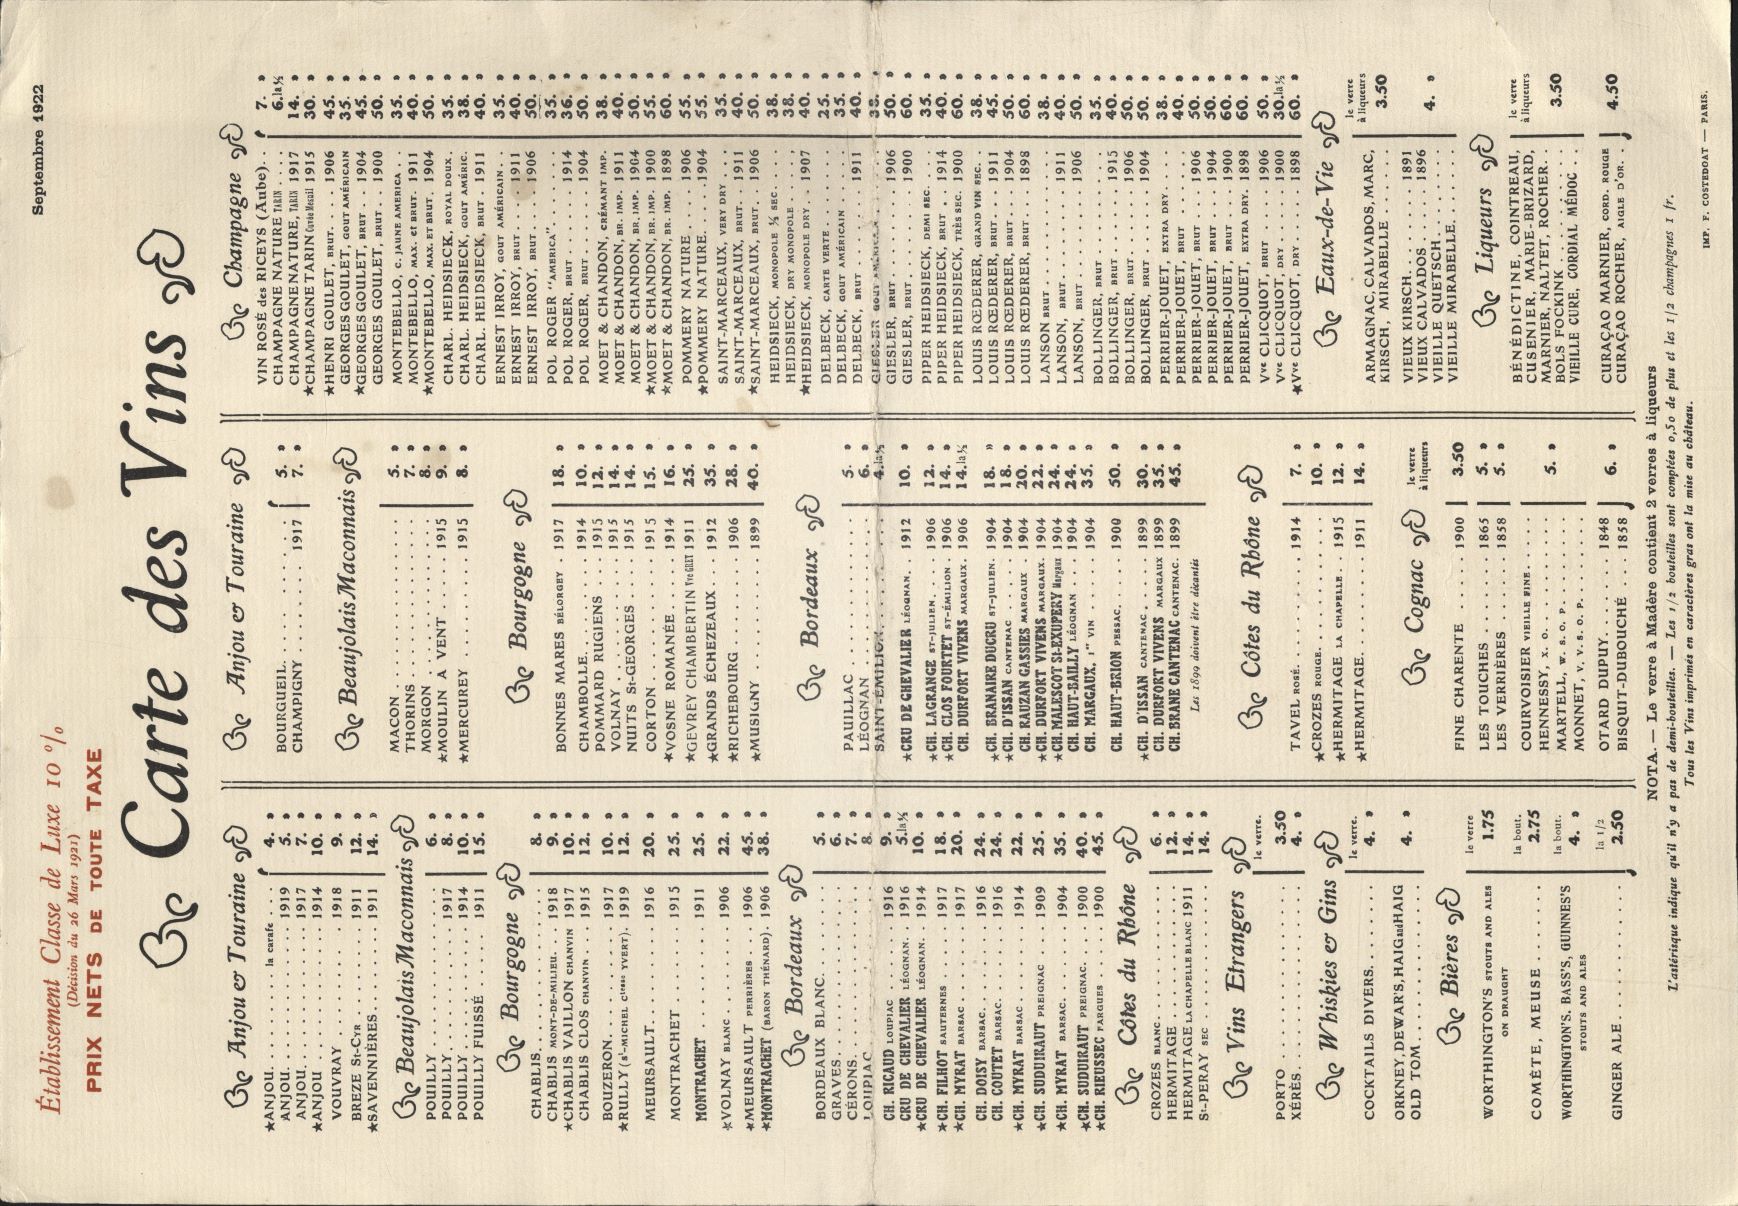 Établissement Classe de Luxe 10 %
(Décision du 26 Mars 1921)
PRIX NETS DE TOUTE TAXE
Septembre 1922
Carte des Vins
Anjou & Touraine
★ANJOU. . . . . . . . . la carafe . . . 4. »
ANJOU. . . . . . . . . . . . . 1919 5. »
ANJOU. . . . . . . . . . . . . 1917 7. »
★ANJOU . . . . . . . . . . . . 1914 10. »
VOUVRAY . . . . . . . . . . 1918 9. »
BREZE St-CYR . . . . . . . . 1911 12. »
★SAVENNIÈRES. . . . . . . . 1911 14. »
Beaujolais Maconnais
POUILLY . . . . . . . . . . . . . . . 6. »
POUILLY. . . . . . . . . . . . 1917 8. »
POUILLY. . . . . . . . . . . . 1914 10. »
POUILLY FUISSÉ . . . . . 1911 15. »
Bourgogne
CHABLIS. . . . . . . . . . . . . . . 8. »
CHABLIS MONT-DE-MILIEU. . . 1918 9. »
★CHABLIS VAILLON CHANVIN 1917 10. »
CHABLIS CLOS CHANVIN . . . 1915 12. »
BOUZERON. . . . . . . . . . 1917 10. »
★RULLY (St-MICHEL Ctesse YVERT). 1919 12. »
MEURSAULT. . . . . . . . . 1916 20. »
MONTRACHET . . . . . . . 1915 25. »
MONTRACHET . . . . . . . . 1911 25. »
★VOLNAY BLANC . . . . . . . 1906 22. »
★MEURSAULT PERRIÈRES . . . 1906 45. »
★MONTRACHET (BARON THÉNARD). 1906 38. »
Bordeaux
BORDEAUX BLANC. . . . . . . . 5. »
GRAVES. . . . . . . . . . . . . . . 6. »
CÉRONS. . . . . . . . . . . . . . . 7. »
LOUPIAC . . . . . . . . . . . . . . 8. »
CH. RICAUD LOUPIAC . . . . . . 1916 9. »
CRU DE CHEVALIER LÉOGNAN. . 1916 5. la ½
★CRU DE CHEVALIER LÉOGNAN. . 1914 10. »
★CH. FILHOT SAUTERNES . . . . . 1917 18. »
★CH. MYRAT BARSAC . . . . . . . 1917 20. »
CH. DOISY BARSAC. . . . . . . . 1916 24. »
CH. COUTET BARSAC. . . . . . . 1916 24. »
★CH. MYRAT BARSAC . . . . . . . 1914 22. »
★CH. SUDUIRAUT PREIGNAC . . . 1909 25. »
★CH. MYRAT BARSAC. . . . . . . 1904 35. »
★CH. SUDUIRAUT PREIGNAC. . . . 1900 40. »
★CH. RIEUSSEC FARGUES . . . . . 1900 45. »
Côtes du Rhône
CROZES BLANC. . . . . . . . . . . . 6. »
HERMITAGE . . . . . . . . . . . . 12. »
HERMITAGE LA CHAPELLE BLANC 1911 14. »
St-PERAY SEC . . . . . . . . . . . . 14. »
Vins Etrangers
le verre.
PORTO . . . . . . . . . . . . . . . 3.50
XÉRÈS. . . . . . . . . . . . . . . . 4. »
Whiskies & Gins
le verre.
COCKTAILS DIVERS. . . . . . . . 4. »
ORKNEY, DEWAR'S, HAIG and HAIG
OLD TOM. . . . . . . . . . . . . . 4. »
Bières
le verre
WORTHINGTON'S STOUTS AND ALES 1.75
ON DRAUGHT
la bout.
COMÈTE, MEUSE . . . . . . . 2.75
la bout.
WORTHINGTON'S. BASS'S, GUINNES'S 4. »
STOUTS AND ALES
la 1/2
GINGER ALE. . . . . . . . . . . . 2.50
Anjou & Touraine
BOURGUEIL. . . . . . . . . . . 5. »
CHAMPIGNY . . . . . . . . 1917 7. »
Beaujolais Maconnais
MACON . . . . . . . . . . . . . . . 5. »
THORINS . . . . . . . . . . . . . . 7. »
MORGON . . . . . . . . . . . . . . 8. »
★MOULIN A VENT . . . . . 1915 9. »
★MERCUREY . . . . . . . . . 1915 8. »
Bourgogne
BONNES MARES BÉLORGEY . 1917 18. »
CHAMBOLLE. . . . . . . . . 1914 10. »
POMMARD RUGIENS . . . 1915 12. »
VOLNAY . . . . . . . . . . . . 1915 14. »
NUITS St-GEORGES . . . . 1915 14. »
CORTON . . . . . . . . . . . . 1915 15. »
★VOSNE ROMANÉE . . . . . 1914 16. »
★GEVREY CHAMBERTIN Vve GREY 1911 25. »
★GRANDS ÉCHEZEAUX . . . 1912 35. »
★RICHEBOURG . . . . . . . . 1906 28. »
★MUSIGNY . . . . . . . . . . 1899 40. »
Bordeaux
PAUILLAC . . . . . . . . . . . . . 5. »
LÉOGNAN . . . . . . . . . . . . . 6. »
SAINT-ÉMILION. . . . . . . . . . 4. la ½
★CRU DE CHEVALIER LÉOGNAN. . 1912 10. »
★CH. LAGRANGE ST-JULIEN. . . . 1906 12. »
★CH. CLOS FOURTET ST-ÉMILION . 1906 14. »
CH. DURFORT VIVENS MARGAUX. 1906 14. la ½
★CH. BRANAIRE DUCRU ST-JULIEN. 1904 18. »
★CH. D'ISSAN CANTENAC . . . . . 1904 18. »
CH. RAUZAN GASSIES MARGAUX . 1904 20. »
★CH. DURFORT VIVENS MARGAUX. 1904 22. »
★CH. MALESCOT St-EXUPERY Margaux 1904 24. »
CH. HAUT-BAILLY LÉOGNAN . . . 1904 24. »
CH. MARGAUX, 1er VIN . . . . . 1904 35. »
CH. HAUT-BRION PESSAC. . . . . 1900 50. »
★CH. D'ISSAN CANTENAC . . . . . 1899 30. »
CH. DURFORT VIVENS MARGAUX 1899 35. »
CH. BRANE CANTENAC CANTENAC. 1899 45. »
Les 1899 doivent être décantés
Côtes du Rhône
TAVEL ROSÉ. . . . . . . . . . 1914 7. »
★CROZES ROUGE. . . . . . . . . . . 10. »
★HERMITAGE LA CHAPELLE . . 1915 12. »
★HERMITAGE. . . . . . . . . 1911 14. »
Cognac
le verre
à liqueurs
FINE CHARENTE . . . . . 1900 3.50
LES TOUCHES . . . . . . . 1865 5. »
LES VERRIÈRES . . . . . . 1858 5. »
COURVOISIER VIEILLE FINE. . . . .
HENNESSY, X. O. . . . . . . . .
MARTELL, W. S. O. P. . . . . . . . . 5. »
MONNET, V. V. S. O. P. . . . . . . .
OTARD DUPUY. . . . . . . 1848
BISQUIT-DUBOUCHÉ . . . 1858 6. »
Champagne
VIN ROSÉ des RICEYS (Aube). . 7. »
CHAMPAGNE NATURE TARIN . . . . 6. la ½
CHAMPAGNE NATURE, TARIN 1917 14. »
★CHAMPAGNE TARIN Cuvée Mesnil 1915 30. »
★HENRI GOULET, BRUT. . . . 1906 45. »
GEORGES GOULET, GOUT AMÉRICAIN 35. »
★GEORGES GOULET, BRUT . . 1904 45. »
GEORGES GOULET, BRUT . . 1900 50. »
MONTEBELLO, C. JAUNE AMERICA . . 35. »
MONTEBELLO, MAX. et BRUT. 1911 40. »
★MONTEBELLO, MAX. ET BRUT. 1904 50. »
CHARL. HEIDSIECK, ROYAL DOUX. 35. »
CHARL. HEIDSIECK, GOUT AMÉRIC. 38. »
CHARL. HEIDSIECK, BRUT . 1911 40. »
ERNEST IRROY, GOUT AMÉRICAIN . . 35. »
ERNEST IRROY, BRUT . . . . 1911 40. »
ERNEST IRROY, BRUT . . . . 1906 50. »
POL ROGER “AMERICA”. . . . . . . 35. »
POL ROGER, BRUT . . . . . . 1914 36. »
POL ROGER, BRUT . . . . . . 1904 50. »
MOET & CHANDON, CRÉMANT IMP. 38. »
MOET & CHANDON, BR. IMP. 1911 40. »
MOET & CHANDON, BR. IMP. 1904 50. »
★MOET & CHANDON, BR. IMP. 1900 55. »
★MOET & CHANDON, BR. IMP. 1898 60. »
POMMERY NATURE . . . . 1906 55. »
★POMMERY NATURE. . . . . 1904 55. »
SAINT-MARCEAUX, VERY DRY . . . 35. »
SAINT-MARCEAUX, BRUT. . 1911 40. »
★SAINT-MARCEAUX, BRUT. . 1906 50. »
HEIDSIECK, MONOPOLE ½ SEC. . . . 38. »
HEIDSIECK, DRY MONOPOLE . . . . , 38. »
★HEIDSIECK, MONOPOLE DRY . . 1907 40. »
DELBECK, CARTE VERTE . . . . . . . 25. »
DELBECK, GOUT AMÉRICAIN . . . . . 35. »
DELBECK, BRUT . . . . . . . 1911 40. »
GIESLER GOUT AMÉRICAIN . . . . . . 38. »
GIESLER, BRUT . . . . . . . . 1906 50. »
GIESLER, BRUT. . . . . . . . 1900 60. »
PIPER HEIDSIECK, DEMI SEC. . . . 35. »
PIPER HEIDSIECK, BRUT . . 1914 40. »
PIPER HEIDSIECK, TRÈS SEC. 1900 60. »
LOUIS RŒDERER, GRAND VIN SEC. . 38. »
LOUIS RŒDERER, BRUT. . . 1911 45. »
LOUIS RŒDERER, BRUT. . . 1904 50. »
LOUIS RŒDERER, BRUT. . . 1898 60. »
LANSON BRUT . . . . . . . . . . . . 38. »
LANSON, BRUT. . . . . . . . 1911 40. »
LANSON, BRUT . . . . . . . . 1906 50. »
BOLLINGER, BRUT . . . . . . . . . 35. »
BOLLINGER, BRUT . . . . . . 1915 40. »
BOLLINGER, BRUT . . . . . . 1906 50. »
BOLLINGER, BRUT . . . . . . 1904 50. »
PERRIER-JOUET, EXTRA DRY. . . . 38. »
PERRIER-JOUET, BRUT . . . . . . , 40. »
PERRIER-JOUET, BRUT . . . 1906 50. »
PERRIER-JOUET, BRUT . . . 1904 50. »
PERRIER-JOUET, BRUT . . . 1900 60. »
PERRIER-JOUET, EXTRA DRY. 1898 60. »
Vve CLICQUOT, BRUT . . . . . 1906 50. »
Vve CLICQUOT, DRY . . . . . 1900 30. la ½
★Vve CLICQUOT, DRY . . . . . 1898 60. »
Eaux-de-Vie
le verre
à liqueurs
ARMAGNAC, CALVADOS, MARC,
KIRSCH, MIRABELLE . . . . . . 3.50
VIEUX KIRSCH. . . . . . . . 1891
VIEUX CALVADOS . . . . . 1896
VIEILLE QUETSCH. . . . . . . . 4. »
VIEILLE MIRABELLE. . . . . . .
Liqueurs
le verre
à liqueurs
BÉNÉDICTINE, COINTREAU,
CUSENIER, MARIE-BRIZARD,
MARNIER, NALTET, ROCHER. .
BOLS FOCKINK . . . . . . . . . . 3.50
VIEILLE CURE, CORDIAL MÉDOC . .
CURAÇAO MARNIER, CORD. ROUGE
CURAÇAO ROCHER, AIGLE D'OR. . 4.50
NOTA. — Le verre à Madère contient 2 verres à liqueurs
L'astérisque indique qu'il n'y a pas de demi-bouteilles. — Les 1/2 bouteilles sont comptées 0,50 de plus et les 1/2 champagnes 1 fr.
Tous les Vins imprimés en caractères gras ont la mise au château.
IMP. F. COSTEDOAT — PARIS.